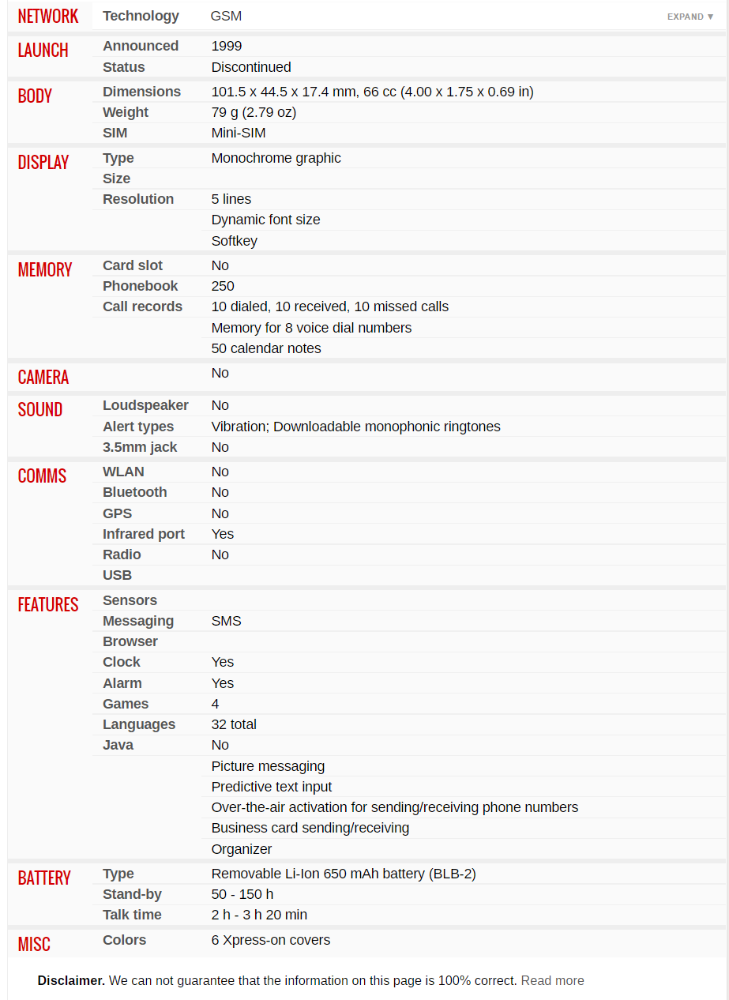 NETWORK Technology GSM EXPAND ▼
LAUNCH Announced 1999
Status Discontinued
BODY Dimensions 101.5 x 44.5 x 17.4 mm, 66 cc (4.00 x 1.75 x 0.69 in)
Weight 79 g (2.79 oz)
SIM Mini-SIM
DISPLAY Type Monochrome graphic
Size
Resolution 5 lines
Dynamic font size
Softkey
MEMORY Card slot No
Phonebook 250
Call records 10 dialed, 10 received, 10 missed calls
Memory for 8 voice dial numbers
50 calendar notes
CAMERA No
SOUND Loudspeaker No
Alert types Vibration; Downloadable monophonic ringtones
3.5mm jack No
COMMS WLAN No
Bluetooth No
GPS No
Infrared port Yes
Radio No
USB
FEATURES Sensors
Messaging SMS
Browser
Clock Yes
Alarm Yes
Games 4
Languages 32 total
Java No
Picture messaging
Predictive text input
Over-the-air activation for sending/receiving phone numbers
Business card sending/receiving
Organizer
BATTERY Type Removable Li-Ion 650 mAh battery (BLB-2)
Stand-by 50 - 150 h
Talk time 2 h - 3 h 20 min
MISC Colors 6 Xpress-on covers
Disclaimer. We can not guarantee that the information on this page is 100% correct. Read more